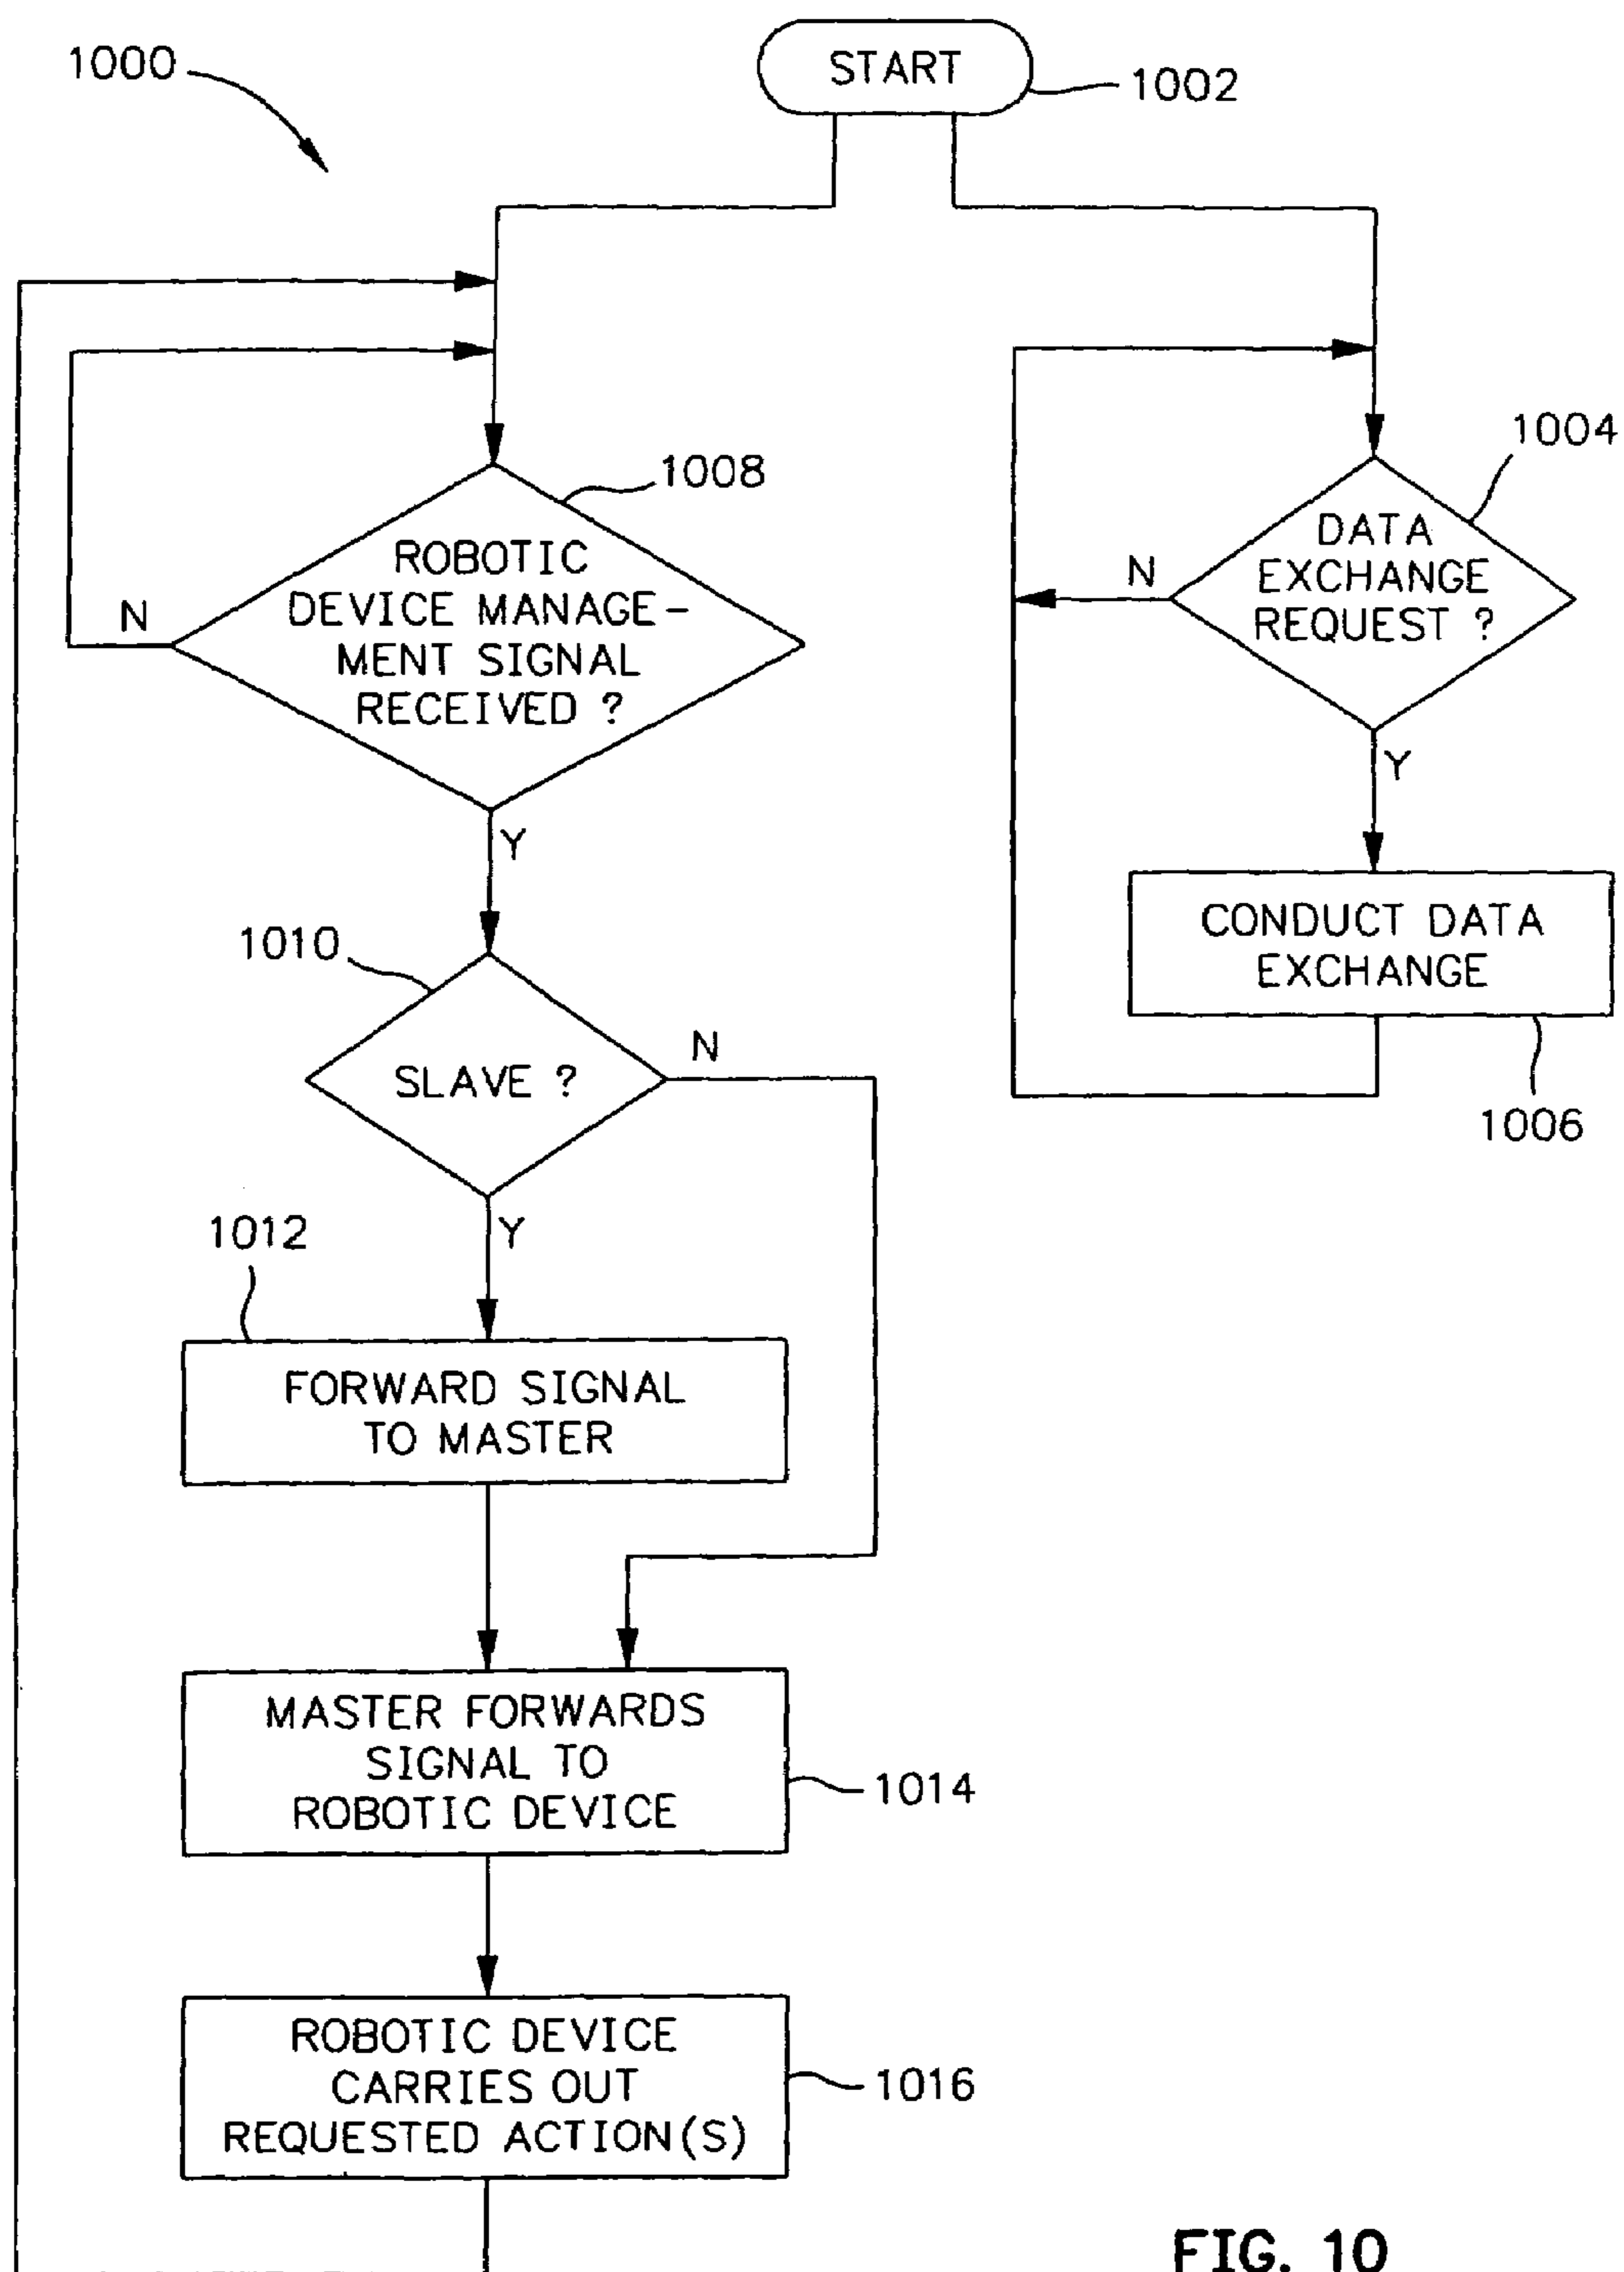 1000
START
1002
1008
ROBOTIC
DEVICE MANAGE-
MENT SIGNAL
RECEIVED ?
N
Y
1004
DATA
EXCHANGE
REQUEST ?
N
Y
CONDUCT DATA
EXCHANGE
1006
1010
SLAVE ?
N
Y
1012
FORWARD SIGNAL
TO MASTER
MASTER FORWARDS
SIGNAL TO
ROBOTIC DEVICE
1014
ROBOTIC DEVICE
CARRIES OUT
REQUESTED ACTION(S)
1016
FIG. 10